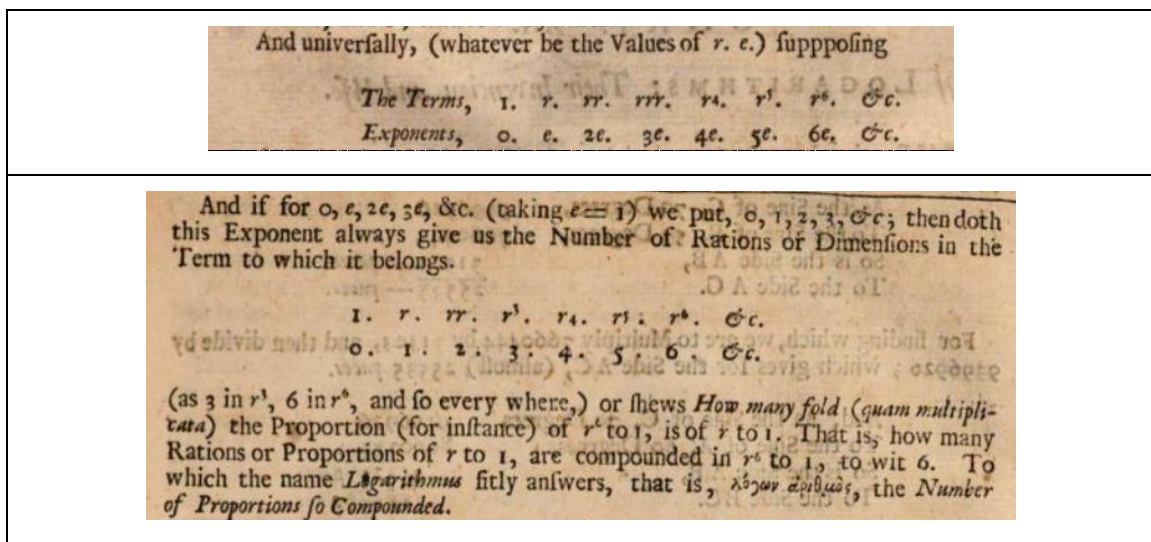 And univerſally, (whatever be the Values of r. e.) ſupppoſing
The Terms, 1. r. rr. rrr. r4. r⁵. r⁶. &c.
Exponents, 0. e. 2e. 3e. 4e. 5e. 6e. &c.
And if for 0, e, 2e, 3e, &c. (taking e = 1) we put, 0, 1, 2, 3, &c; then doth
this Exponent always give us the Number of Rations or Dimenſions in the
Term to which it belongs.
1. r. rr. r³. r4. r5. r⁶. &c.
0. 1. 2. 3. 4. 5. 6. &c.
(as 3 in r³, 6 in r⁶, and ſo every where,) or ſhews How many fold (quam multipli-
cata) the Proportion (for inſtance) of r⁶ to 1, is of r to 1. That is, how many
Rations or Proportions of r to 1, are compounded in r⁶ to 1, to wit 6. To
which the name Logarithmus fitly anſwers, that is, λόγων ἀριθμὸς, the Number
of Proportions ſo Compounded.